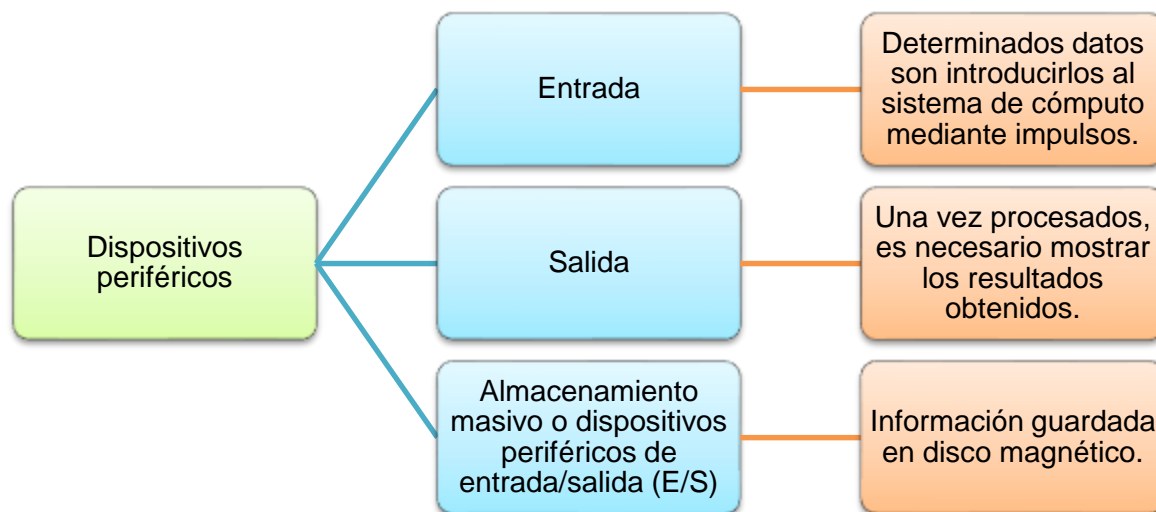 Dispositivos
periféricos
Entrada
Determinados datos
son introducirlos al
sistema de cómputo
mediante impulsos.
Salida
Una vez procesados,
es necesario mostrar
los resultados
obtenidos.
Almacenamiento
masivo o dispositivos
periféricos de
entrada/salida (E/S)
Información guardada
en disco magnético.